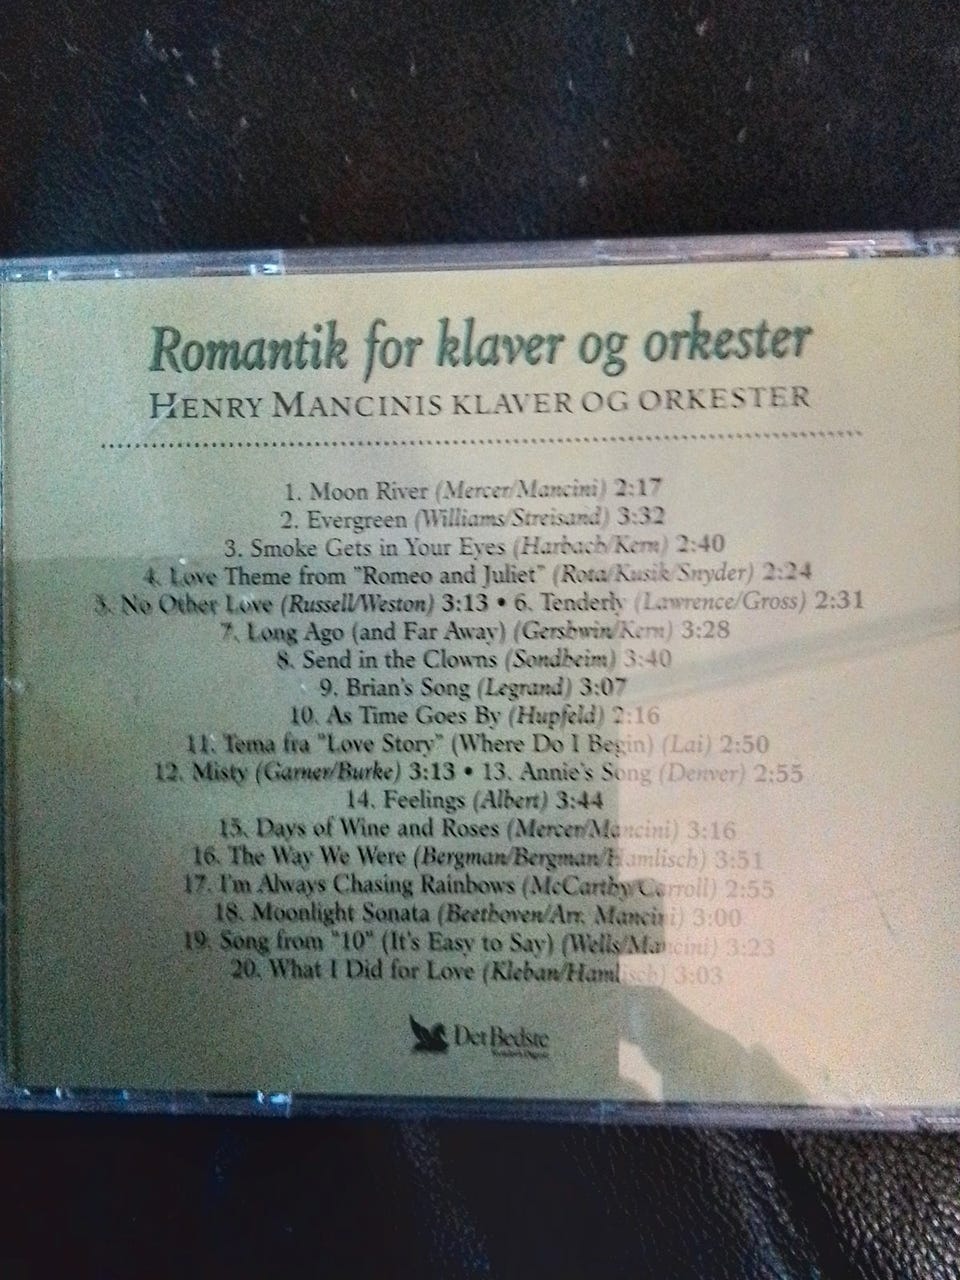 Romantik for klaver og orkester
HENRY MANCINIS KLAVER OG ORKESTER
1. Moon River (Mercer/Mancini) 2:17
2. Evergreen (Williams/Streisand) 3:32
3. Smoke Gets in Your Eyes (Harbach/Kern) 2:40
4. Love Theme from "Romeo and Juliet" (Rota/Kusik/Snyder) 2:24
5. No Other Love (Russell/Weston) 3:13 • 6. Tenderly (Lawrence/Gross) 2:31
7. Long Ago (and Far Away) (Gershwin/Kern) 3:28
8. Send in the Clowns (Sondheim) 3:40
9. Brian's Song (Legrand) 3:07
10. As Time Goes By (Hupfeld) 2:16
11. Tema fra "Love Story" (Where Do I Begin) (Lai) 2:50
12. Misty (Garner/Burke) 3:13 • 13. Annie's Song (Denver) 2:55
14. Feelings (Albert) 3:44
15. Days of Wine and Roses (Mercer/Mancini) 3:16
16. The Way We Were (Bergman/Bergman/Hamlisch) 3:51
17. I'm Always Chasing Rainbows (McCarthy/Carroll) 2:55
18. Moonlight Sonata (Beethoven/Arr. Mancini) 3:00
19. Song from "10" (It's Easy to Say) (Wells/Mancini) 3:23
20. What I Did for Love (Kleban/Hamlisch) 3:03
Det Bedste
Reader's Digest